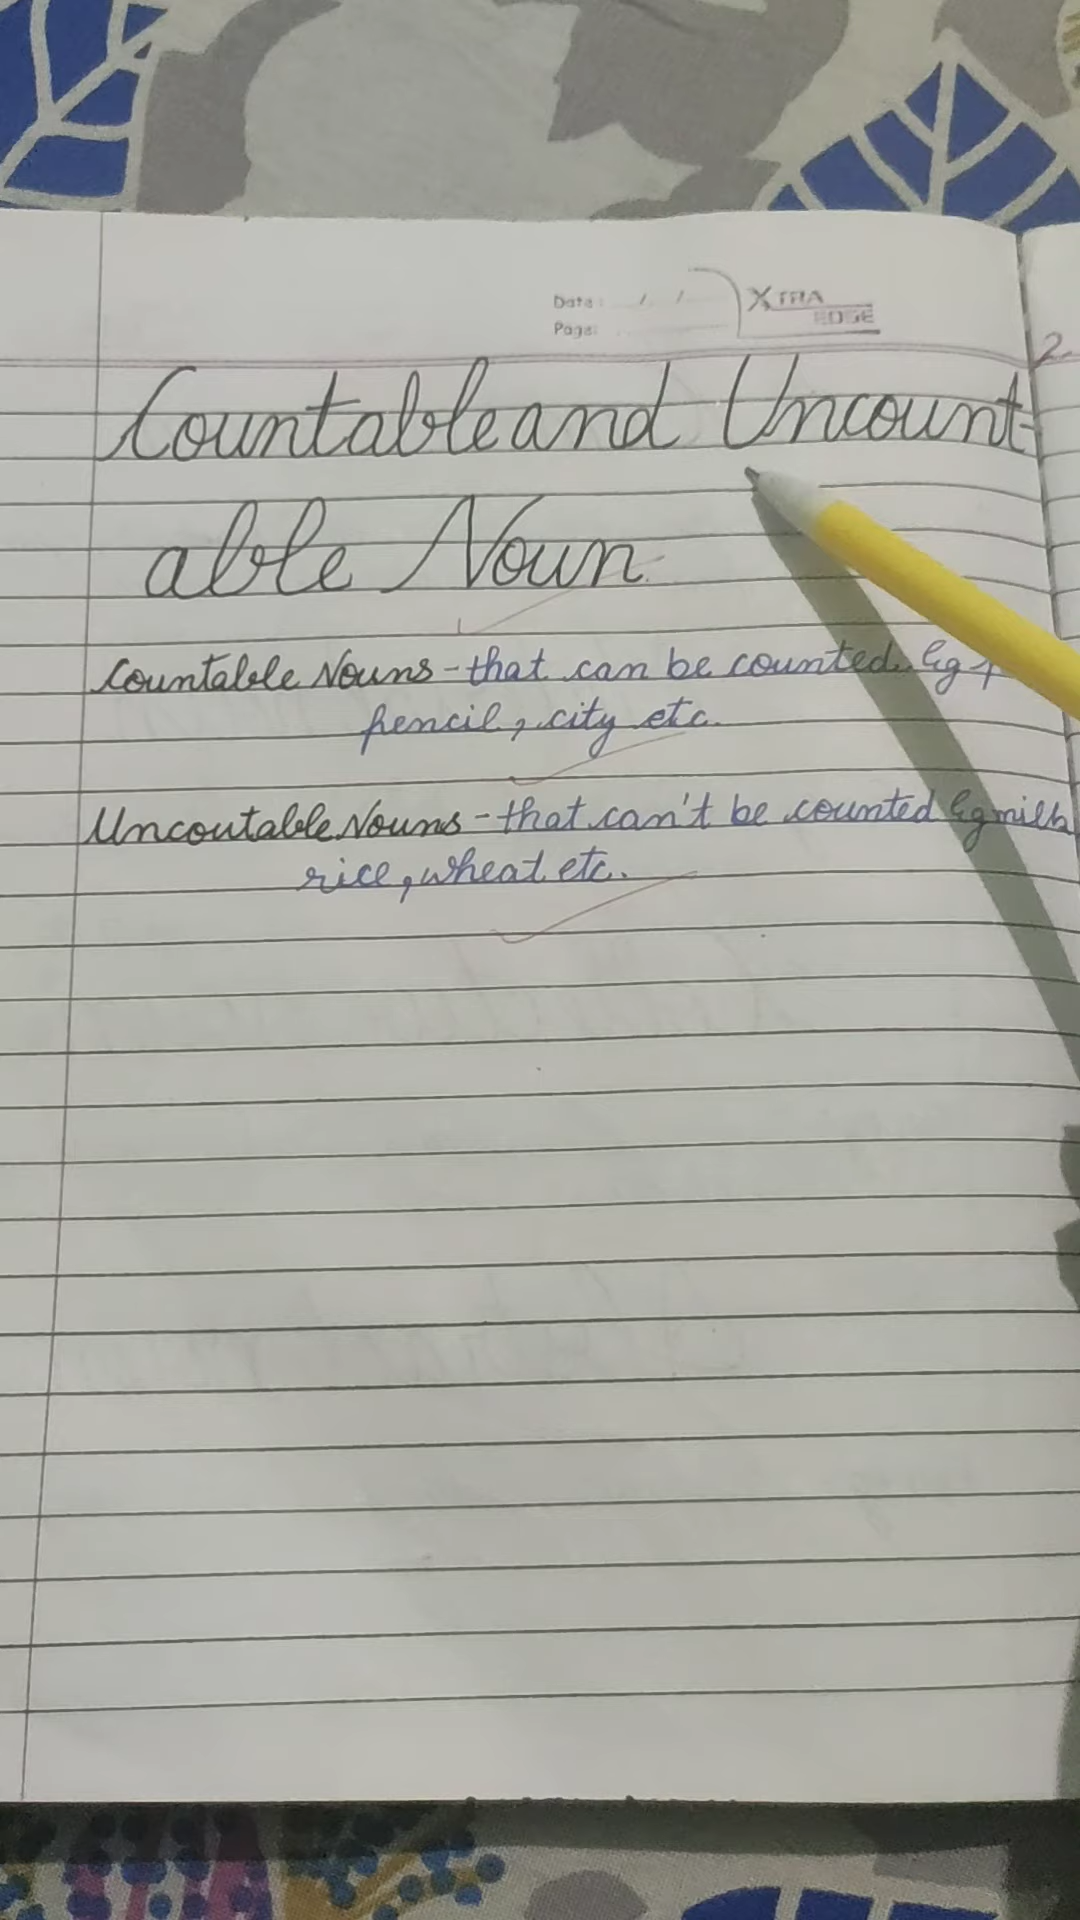 Date: / /
Page:
XTRA
EDGE
2
Countable and Uncount-
able Noun
Countable Nouns - that can be counted. Eg -
pencil, city etc.
Uncoutable Nouns - that can't be counted Eg milk
rice, wheat etc.